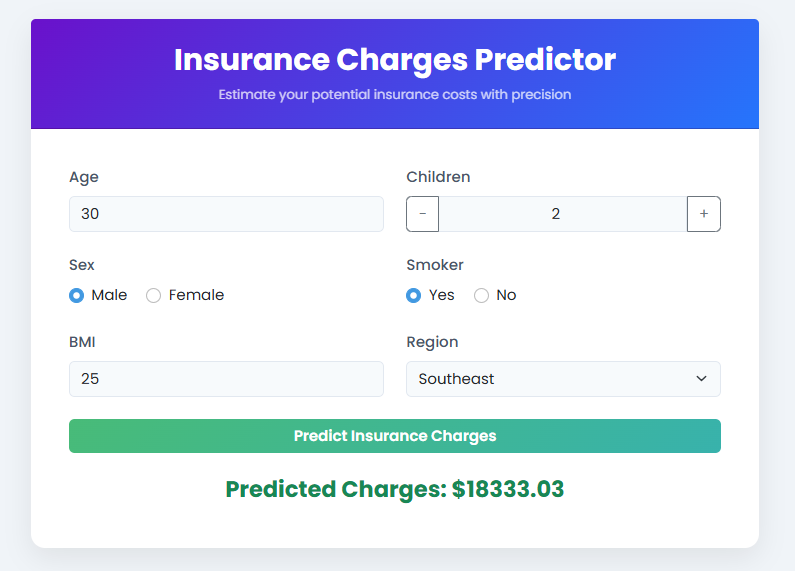 Insurance Charges Predictor
Estimate your potential insurance costs with precision
Age Children
30 - 2 +
Sex Smoker
Male Female Yes No
BMI Region
25 Southeast
Predict Insurance Charges
Predicted Charges: $18333.03